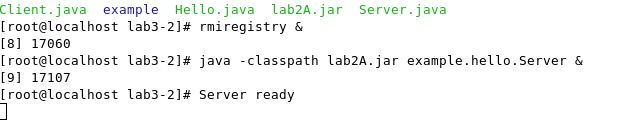 Client.java  example  Hello.java  lab2A.jar  Server.java
[root@localhost lab3-2]# rmiregistry &
[8] 17060
[root@localhost lab3-2]# java -classpath lab2A.jar example.hello.Server &
[9] 17107
[root@localhost lab3-2]# Server ready